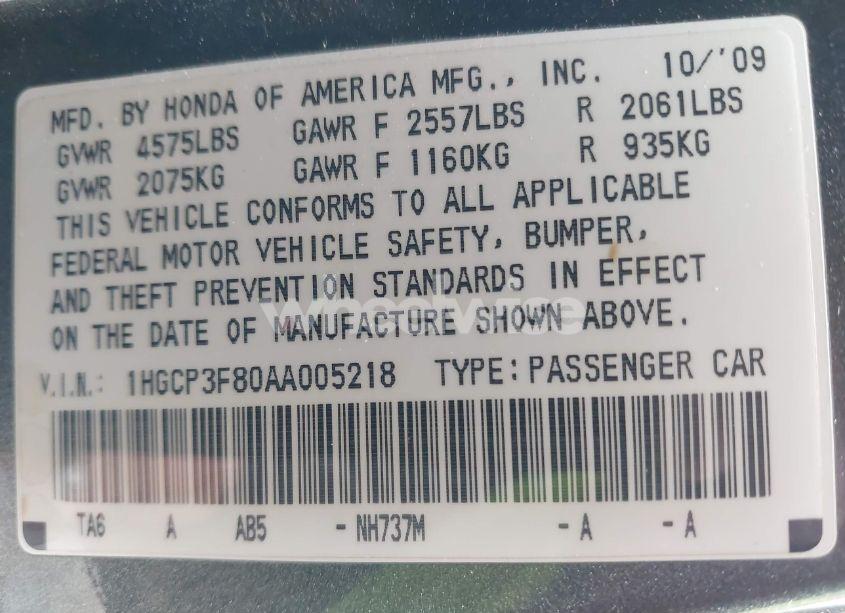 MFD. BY HONDA OF AMERICA MFG., INC. 10/'09
GVWR 4575LBS GAWR F 2557LBS R 2061LBS
GVWR 2075KG GAWR F 1160KG R 935KG
THIS VEHICLE CONFORMS TO ALL APPLICABLE
FEDERAL MOTOR VEHICLE SAFETY, BUMPER,
AND THEFT PREVENTION STANDARDS IN EFFECT
ON THE DATE OF MANUFACTURE SHOWN ABOVE.
V.I.N.: 1HGCP3F80AA005218 TYPE:PASSENGER CAR
TA6 A AB5 - NH737M - A - A